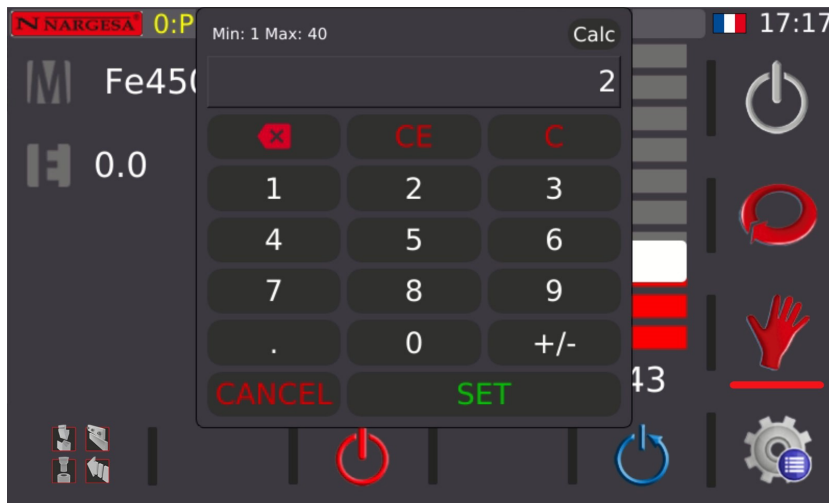 N NARGESA® 0:P
17:17
Min: 1 Max: 40
Calc
Fe450
2
CE
C
0.0
1 2 3
4 5 6
7 8 9
. 0 +/-
CANCEL SET
43